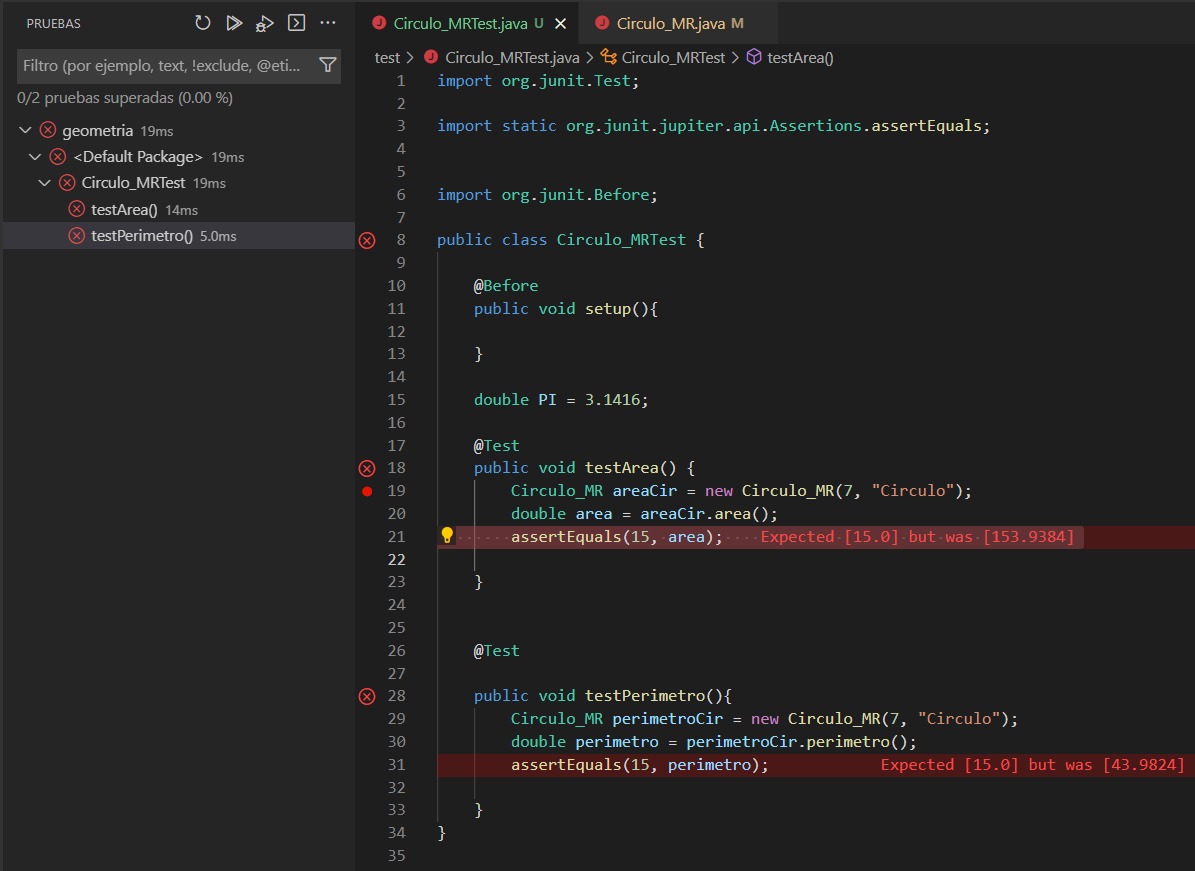 PRUEBAS
Filtro (por ejemplo, text, !exclude, @eti...
0/2 pruebas superadas (0.00 %)
geometria 19ms
<Default Package> 19ms
Circulo_MRTest 19ms
testArea() 14ms
testPerimetro() 5.0ms
Circulo_MRTest.java U
Circulo_MR.java M
test > Circulo_MRTest.java > Circulo_MRTest > testArea()
1 import org.junit.Test;
2
3 import static org.junit.jupiter.api.Assertions.assertEquals;
4
5
6 import org.junit.Before;
7
8 public class Circulo_MRTest {
9
10 @Before
11 public void setup(){
12
13 }
14
15 double PI = 3.1416;
16
17 @Test
18 public void testArea() {
19 Circulo_MR areaCir = new Circulo_MR(7, "Circulo");
20 double area = areaCir.area();
21 assertEquals(15, area); Expected [15.0] but was [153.9384]
22
23 }
24
25
26 @Test
27
28 public void testPerimetro(){
29 Circulo_MR perimetroCir = new Circulo_MR(7, "Circulo");
30 double perimetro = perimetroCir.perimetro();
31 assertEquals(15, perimetro); Expected [15.0] but was [43.9824]
32
33 }
34 }
35